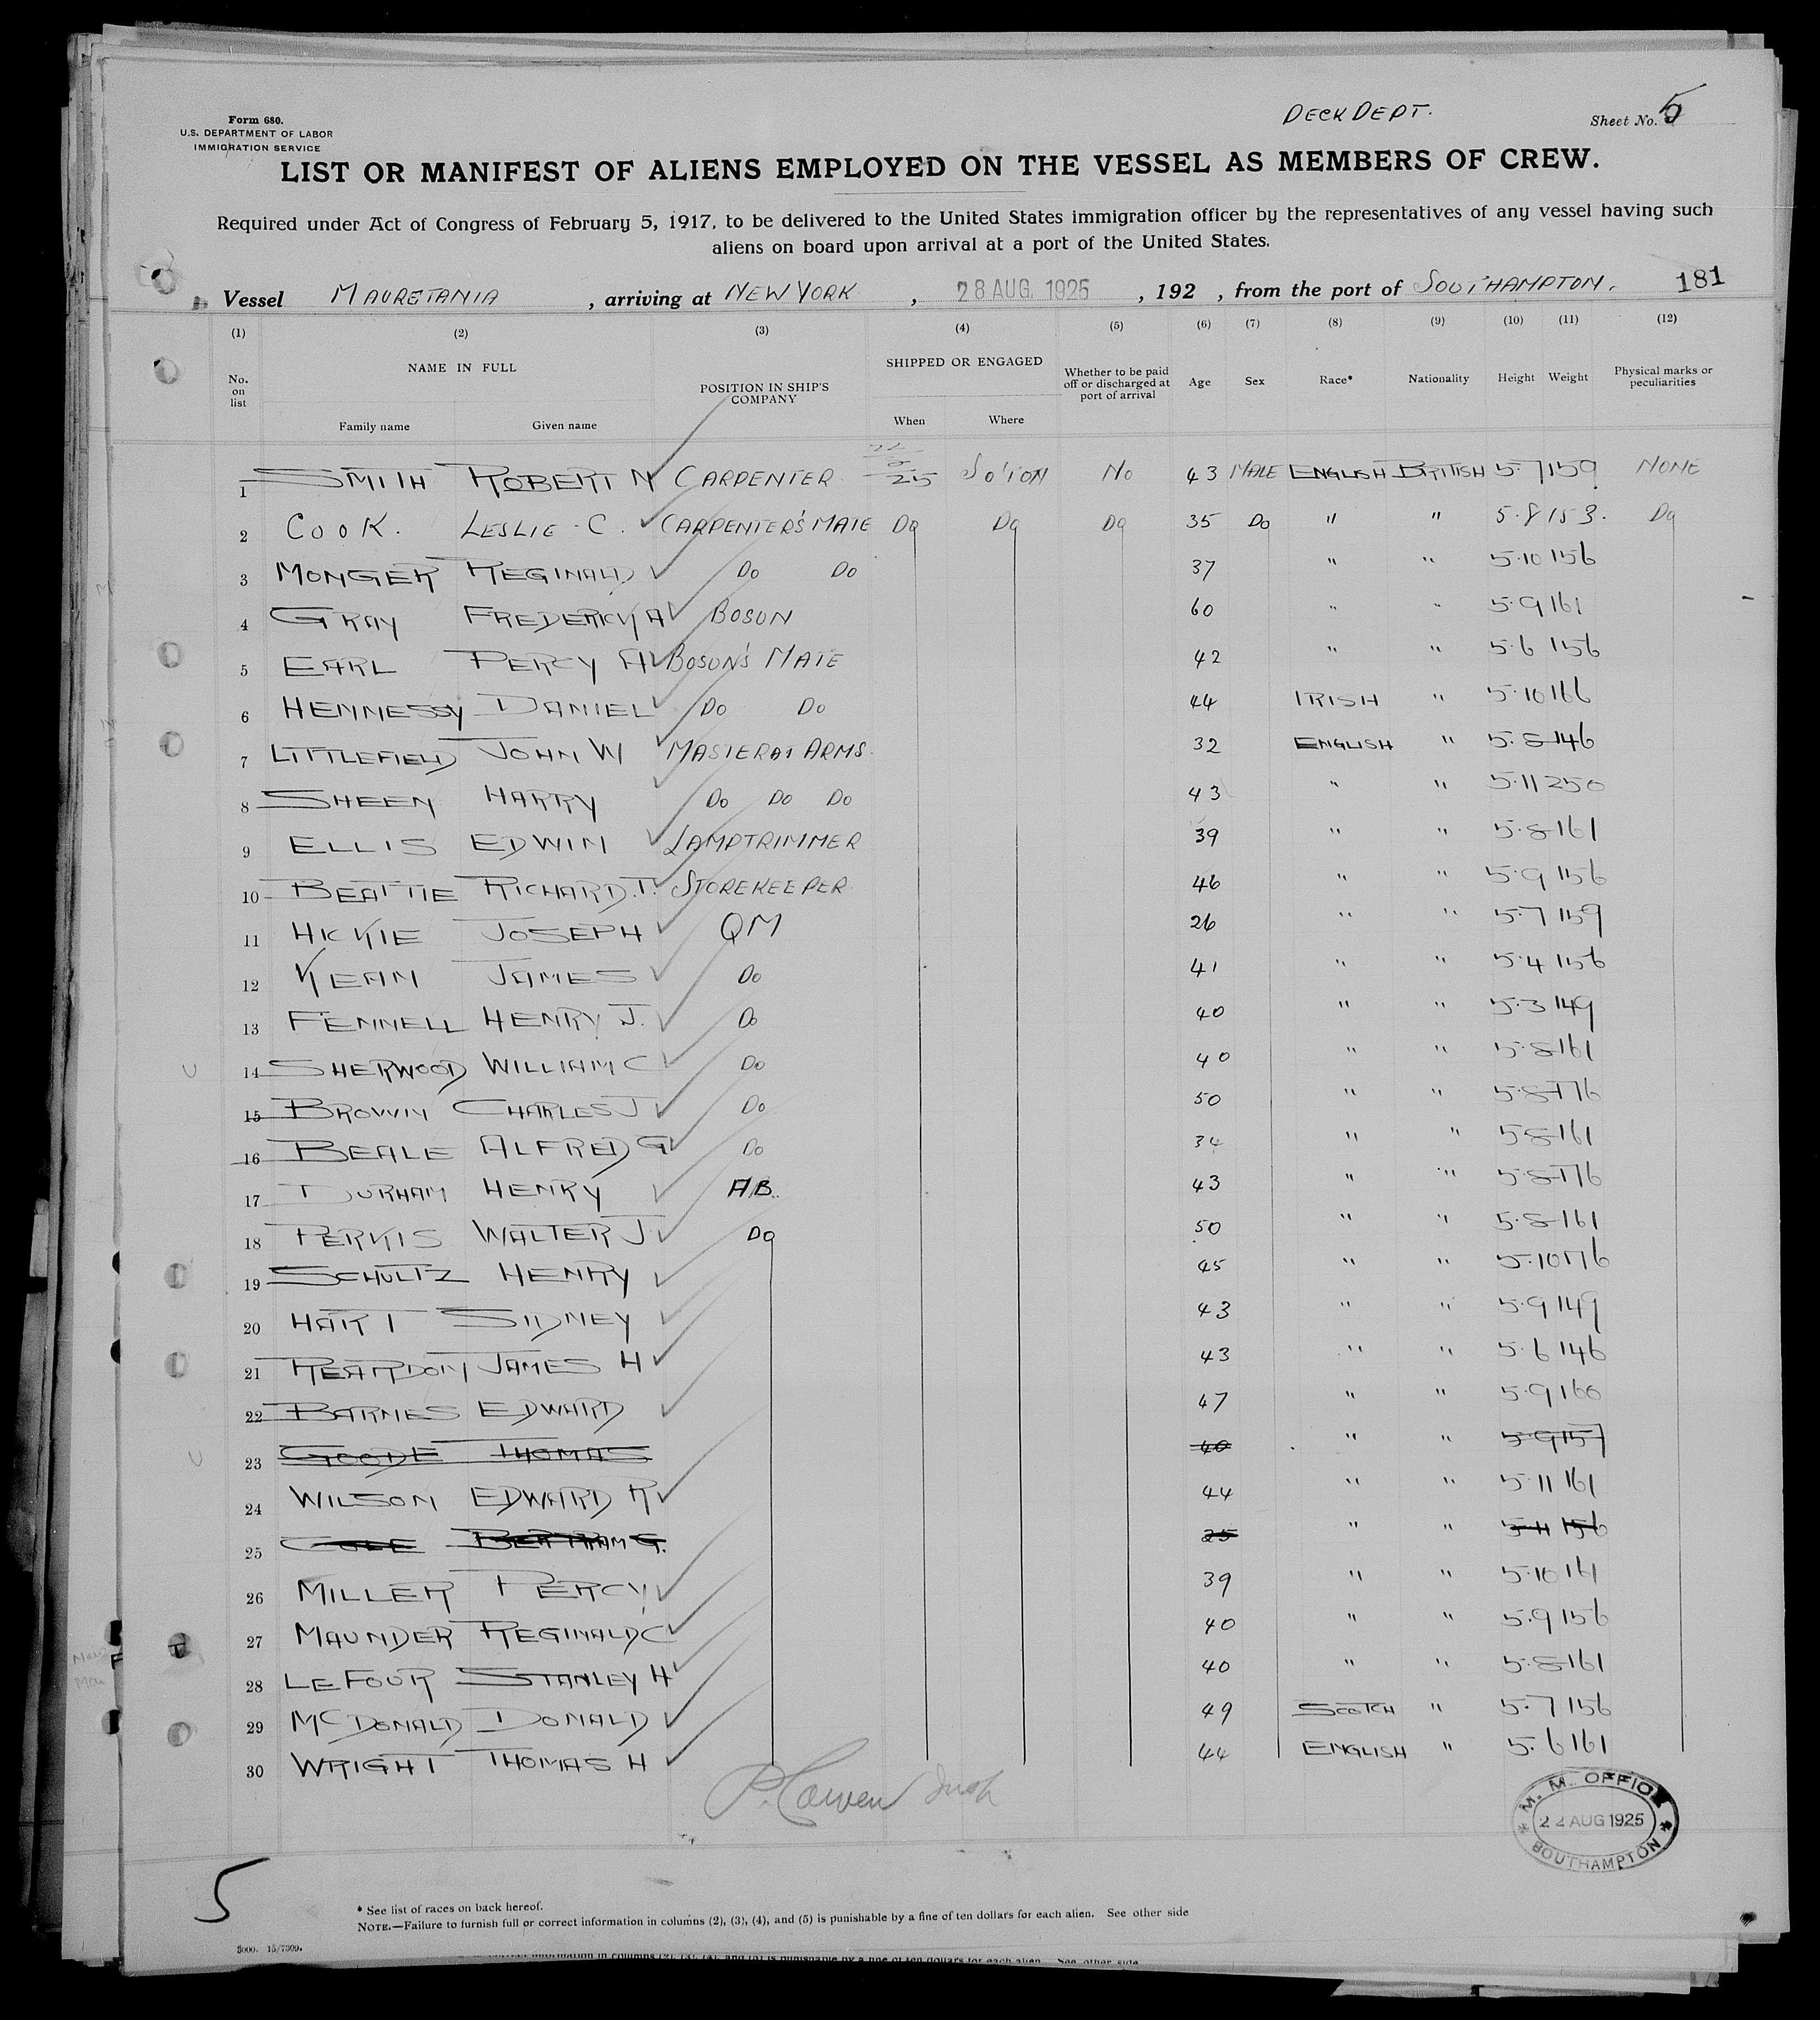 DECK DEPT.
Form 680.
U.S. DEPARTMENT OF LABOR
IMMIGRATION SERVICE
Sheet No. 5
LIST OR MANIFEST OF ALIENS EMPLOYED ON THE VESSEL AS MEMBERS OF CREW.
Required under Act of Congress of February 5, 1917, to be delivered to the United States immigration officer by the representatives of any vessel having such
aliens on board upon arrival at a port of the United States.
Vessel MAURETANIA , arriving at NEW YORK , 28 AUG. 1925 , 192 , from the port of SOUTHAMPTON. 181
(1) (2) (3) (4) (5) (6) (7) (8) (9) (10) (11) (12)
No. on list
NAME IN FULL
Family name Given name
POSITION IN SHIP'S COMPANY
SHIPPED OR ENGAGED
When Where
Whether to be paid off or discharged at port of arrival
Age Sex Race* Nationality Height Weight
Physical marks or peculiarities
1 SMITH ROBERT N CARPENTER 25 So'ton No 43 MALE ENGLISH BRITISH 5.7 159 NONE
2 COOK. LESLIE C. CARPENTER'S MATE Do Do Do 35 Do " " 5.8 153. Do
3 MONGER REGINALD Do Do 37 " " 5.10 156
4 GRAY FREDERICK A BOSON 60 " " 5.9 161
5 EARL PERCY A BOSON'S MATE 42 " " 5.6 156
6 HENNESSY DANIEL Do Do 44 IRISH " 5.10 166
7 LITTLEFIELD JOHN W MASTER AT ARMS. 32 ENGLISH " 5.8 146
8 SHEEN HARRY Do Do Do 43 " " 5.11 250
9 ELLIS EDWIN LAMPTRIMMER 39 " " 5.8 161
10 BEATTIE RICHARD.T. STOREKEEPER 46 " " 5.9 156
11 HICKIE JOSEPH QM 26 " " 5.7 159
12 KEAN JAMES Do 41 " " 5.4 156
13 FENNELL HENRY J. Do 40 " " 5.3 149
14 SHERWOOD WILLIAM C Do 40 " " 5.8 161
15 BROWN CHARLES J Do 50 " " 5.8 176
16 BEALE ALFRED G Do 34 " " 5.8 161
17 DURHAM HENRY A.B. 43 " " 5.8 176
18 PERKIS WALTER J Do 50 " " 5.8 161
19 SCHULTZ HENRY 45 " " 5.10 176
20 HART SIDNEY 43 " " 5.9 149
21 REARDON JAMES H 43 " " 5.6 146
22 BARNES EDWARD 47 " " 5.9 160
23 GOODE THOMAS 40 " " 5.9 157
24 WILSON EDWARD R 44 " " 5.11 161
25 COLE BERTRAM G. 25 " " 5.11 156
26 MILLER PERCY 39 " " 5.10 161
27 MAUNDER REGINALD C 40 " " 5.9 156
28 LEFOUR STANLEY H 40 " " 5.8 161
29 MCDONALD DONALD 49 SCOTCH " 5.7 156
30 WRIGHT THOMAS H 44 ENGLISH " 5.6 161
M. M. OFFICE
22 AUG 1925
SOUTHAMPTON
5
* See list of races on back hereof.
NOTE.—Failure to furnish full or correct information in columns (2), (3), (4), and (5) is punishable by a fine of ten dollars for each alien. See other side
3000. 15/7309.